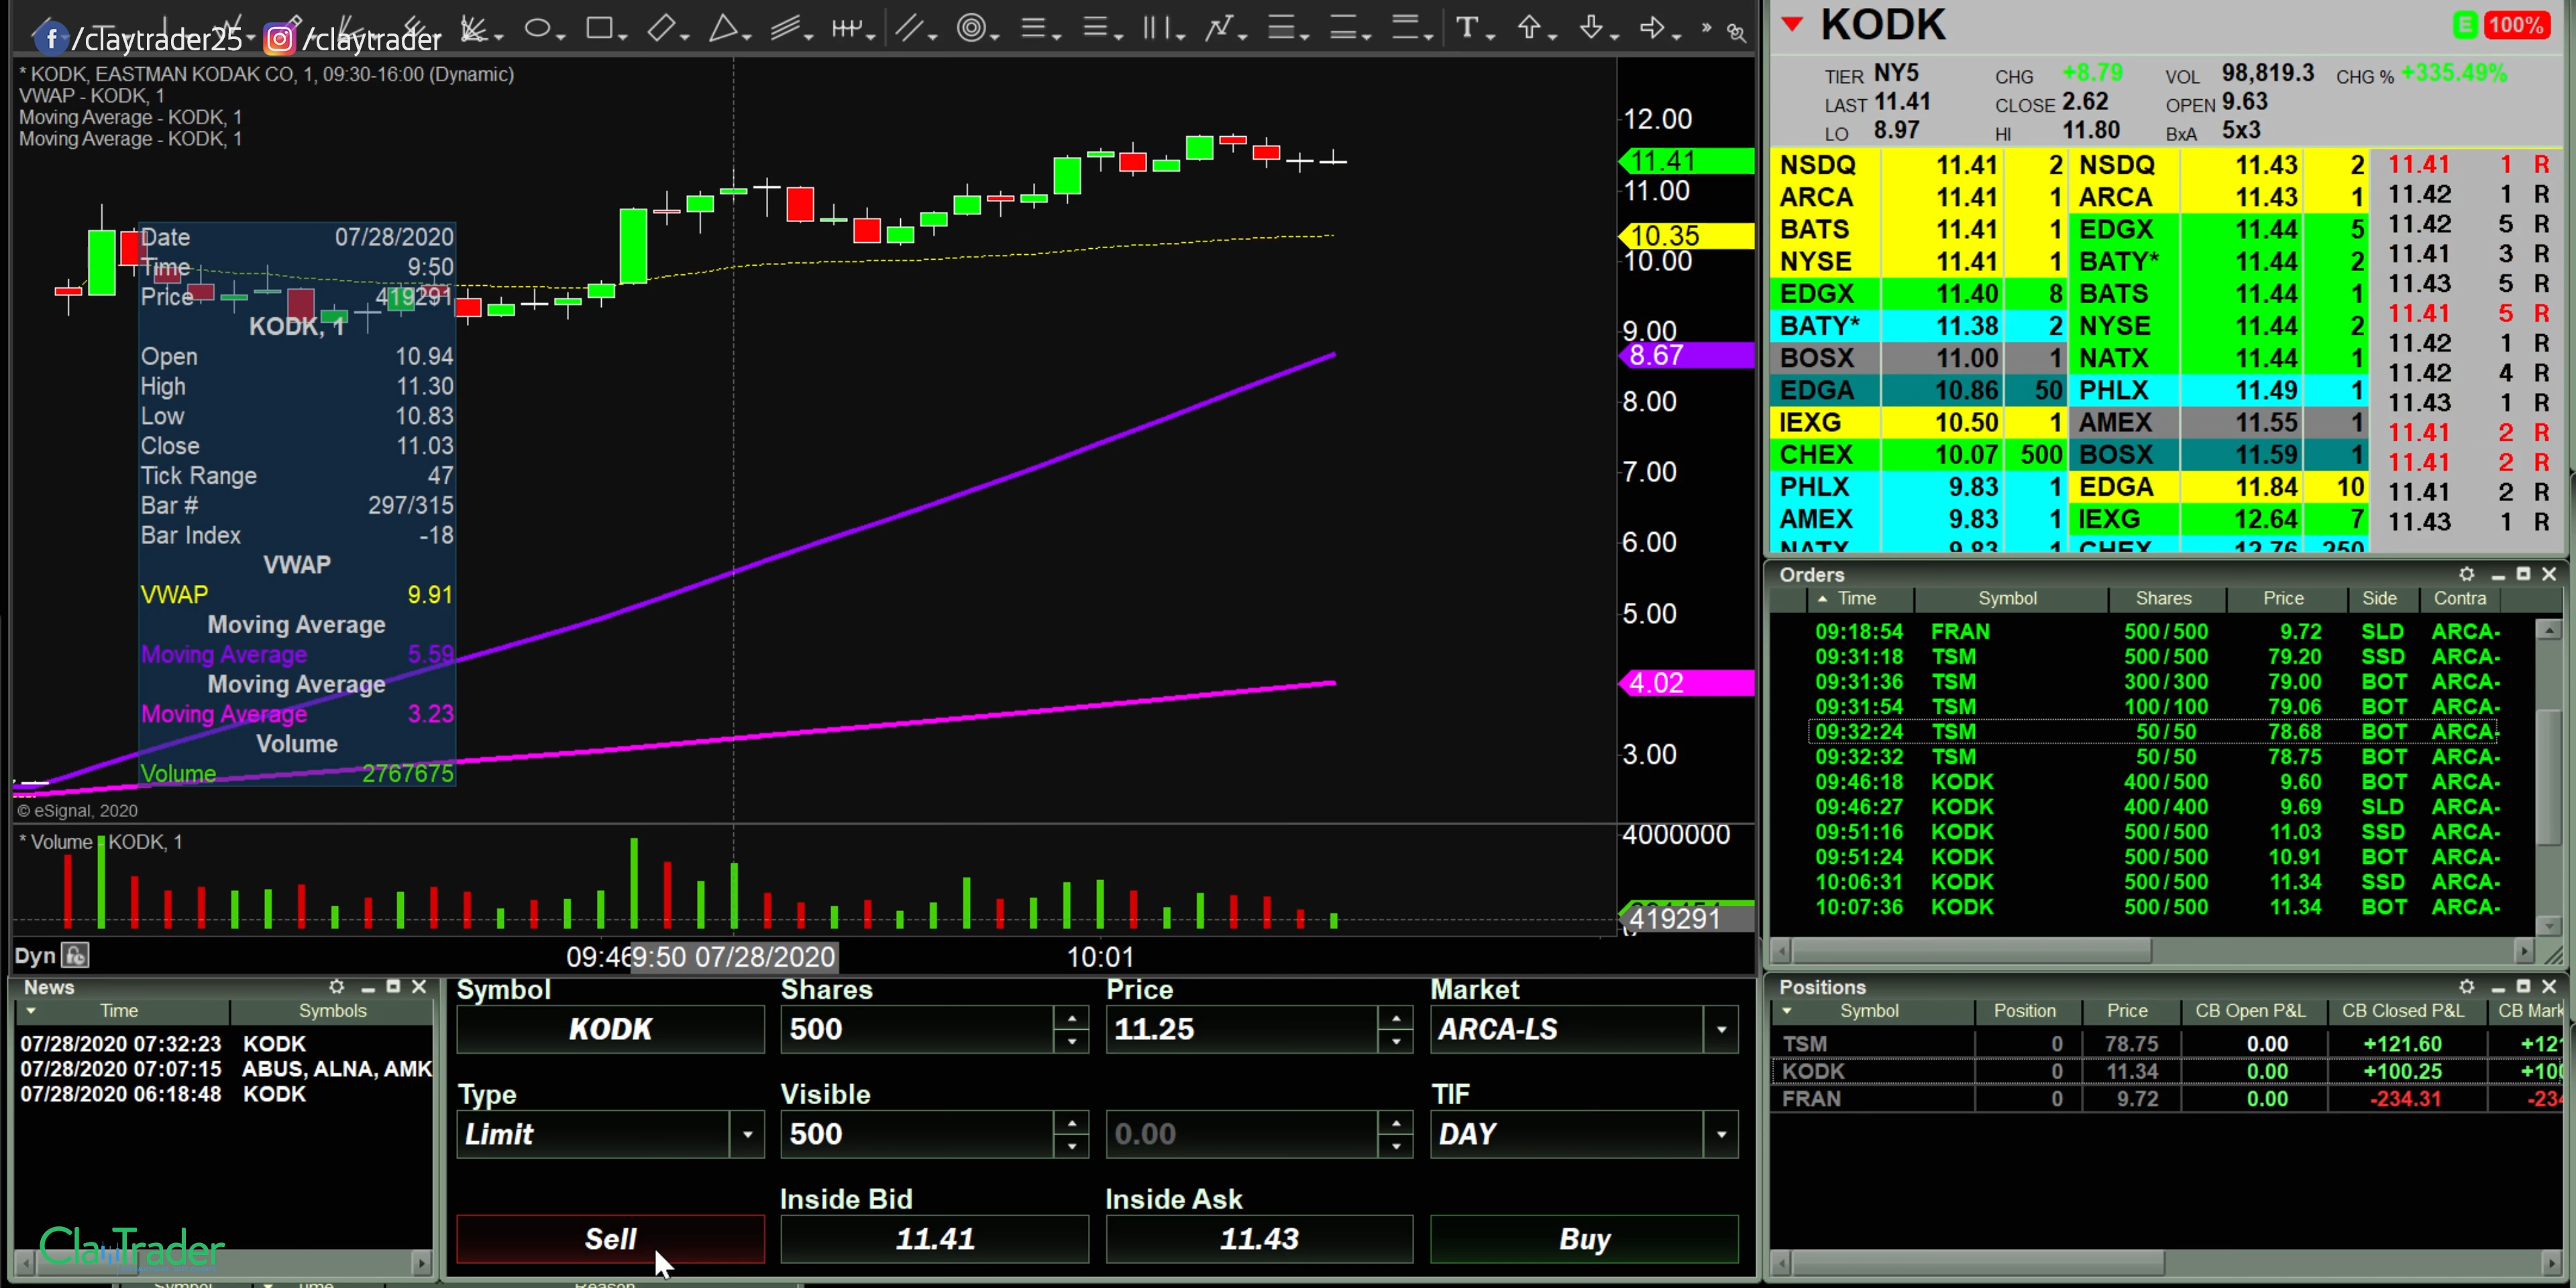 /claytrader25 /claytrader
* KODK, EASTMAN KODAK CO, 1, 09:30-16:00 (Dynamic)
VWAP - KODK, 1
Moving Average - KODK, 1
Moving Average - KODK, 1
Date 07/28/2020
Time 9:50
Price 419291
KODK, 1
Open 10.94
High 11.30
Low 10.83
Close 11.03
Tick Range 47
Bar # 297/315
Bar Index -18
VWAP
VWAP 9.91
Moving Average
Moving Average 5.59
Moving Average
Moving Average 3.23
Volume
Volume 2767675
© eSignal, 2020
12.00
11.41
11.00
10.35
10.00
9.00
8.67
8.00
7.00
6.00
5.00
4.02
3.00
* Volume - KODK, 1
4000000
419291
Dyn
09:46 9:50 07/28/2020 10:01
KODK
E 100%
TIER NY5 CHG +8.79 VOL 98,819.3 CHG % +335.49%
LAST 11.41 CLOSE 2.62 OPEN 9.63
LO 8.97 HI 11.80 BxA 5x3
NSDQ 11.41 2 NSDQ 11.43 2
ARCA 11.41 1 ARCA 11.43 1
BATS 11.41 1 EDGX 11.44 5
NYSE 11.41 1 BATY* 11.44 2
EDGX 11.40 8 BATS 11.44 1
BATY* 11.38 2 NYSE 11.44 2
BOSX 11.00 1 NATX 11.44 1
EDGA 10.86 50 PHLX 11.49 1
IEXG 10.50 1 AMEX 11.55 1
CHEX 10.07 500 BOSX 11.59 1
PHLX 9.83 1 EDGA 11.84 10
AMEX 9.83 1 IEXG 12.64 7
NATX 9.83 1 CHEX 12.76 250
11.41 1 R
11.42 1 R
11.42 5 R
11.41 3 R
11.43 5 R
11.41 5 R
11.42 1 R
11.42 4 R
11.43 1 R
11.41 2 R
11.41 2 R
11.41 2 R
11.43 1 R
Orders
Time Symbol Shares Price Side Contra
09:18:54 FRAN 500/500 9.72 SLD ARCA-
09:31:18 TSM 500/500 79.20 SSD ARCA-
09:31:36 TSM 300/300 79.00 BOT ARCA-
09:31:54 TSM 100/100 79.06 BOT ARCA-
09:32:24 TSM 50/50 78.68 BOT ARCA-
09:32:32 TSM 50/50 78.75 BOT ARCA-
09:46:18 KODK 400/500 9.60 BOT ARCA-
09:46:27 KODK 400/400 9.69 SLD ARCA-
09:51:16 KODK 500/500 11.03 SSD ARCA-
09:51:24 KODK 500/500 10.91 BOT ARCA-
10:06:31 KODK 500/500 11.34 SSD ARCA-
10:07:36 KODK 500/500 11.34 BOT ARCA-
News
Time Symbols
07/28/2020 07:32:23 KODK
07/28/2020 07:07:15 ABUS, ALNA, AMK
07/28/2020 06:18:48 KODK
ClayTrader
Symbol Shares Price Market
KODK 500 11.25 ARCA-LS
Type Visible TIF
Limit 500 0.00 DAY
Inside Bid Inside Ask
Sell 11.41 11.43 Buy
Positions
Symbol Position Price CB Open P&L CB Closed P&L CB Mark
TSM 0 78.75 0.00 +121.60 +121
KODK 0 11.34 0.00 +100.25 +100
FRAN 0 9.72 0.00 -234.31 -234
Symbol Time Reason